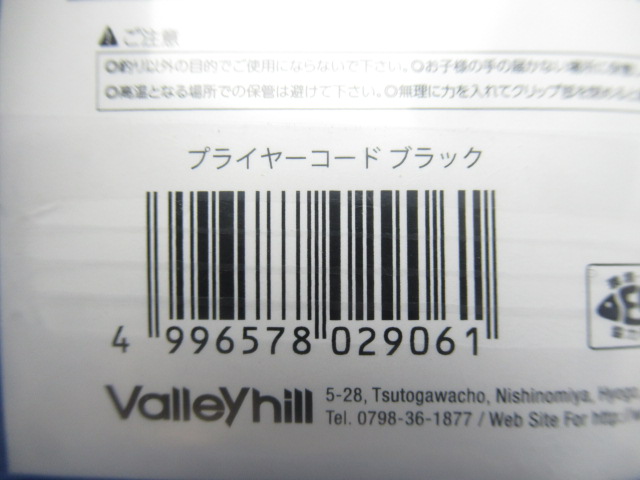 ご注意
○釣り以外の目的でご使用にならないで下さい。○お子様の手の届かない場所に保管
○高温となる場所での保管は避けて下さい。○無理に力を入れてグリップ部を
プライヤーコード ブラック
4 996578 029061
Valleyhill
5-28, Tsutogawacho, Nishinomiya, Hyogo,
Tel. 0798-36-1877 / Web Site For http://